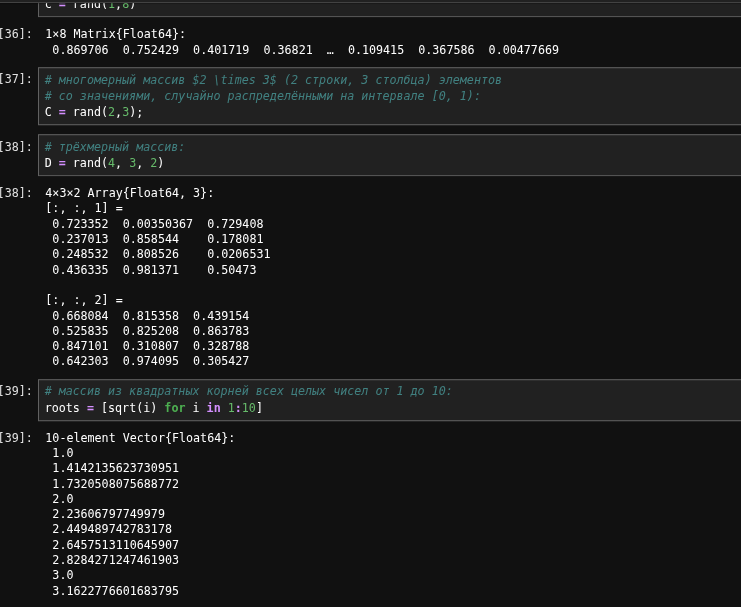 c = rand(1,8)
[36]: 1×8 Matrix{Float64}:
0.869706 0.752429 0.401719 0.36821 … 0.109415 0.367586 0.00477669
[37]: # многомерный массив $2 \times 3$ (2 строки, 3 столбца) элементов
# со значениями, случайно распределёнными на интервале [0, 1):
C = rand(2,3);
[38]: # трёхмерный массив:
D = rand(4, 3, 2)
[38]: 4×3×2 Array{Float64, 3}:
[:, :, 1] =
0.723352 0.00350367 0.729408
0.237013 0.858544 0.178081
0.248532 0.808526 0.0206531
0.436335 0.981371 0.50473
[:, :, 2] =
0.668084 0.815358 0.439154
0.525835 0.825208 0.863783
0.847101 0.310807 0.328788
0.642303 0.974095 0.305427
[39]: # массив из квадратных корней всех целых чисел от 1 до 10:
roots = [sqrt(i) for i in 1:10]
[39]: 10-element Vector{Float64}:
1.0
1.4142135623730951
1.7320508075688772
2.0
2.23606797749979
2.449489742783178
2.6457513110645907
2.8284271247461903
3.0
3.1622776601683795